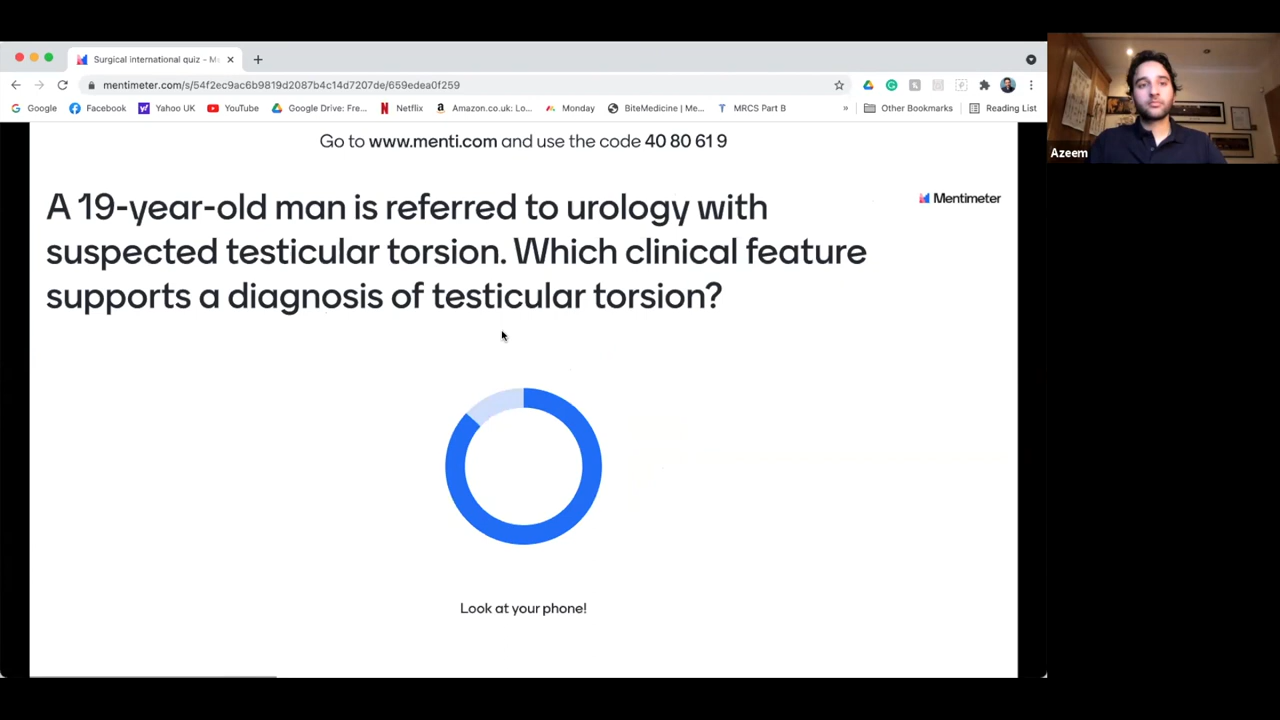 Surgical international quiz - M
mentimeter.com/s/54f2ec9ac6b9819d2087b4c14d7207de/659edea0f259
Google Facebook Yahoo UK YouTube Google Drive: Fre... Netflix Amazon.co.uk: Lo... Monday BiteMedicine | Me... MRCS Part B » Other Bookmarks Reading List
Go to www.menti.com and use the code 40 80 61 9
Mentimeter
A 19-year-old man is referred to urology with
suspected testicular torsion. Which clinical feature
supports a diagnosis of testicular torsion?
Look at your phone!
Azeem